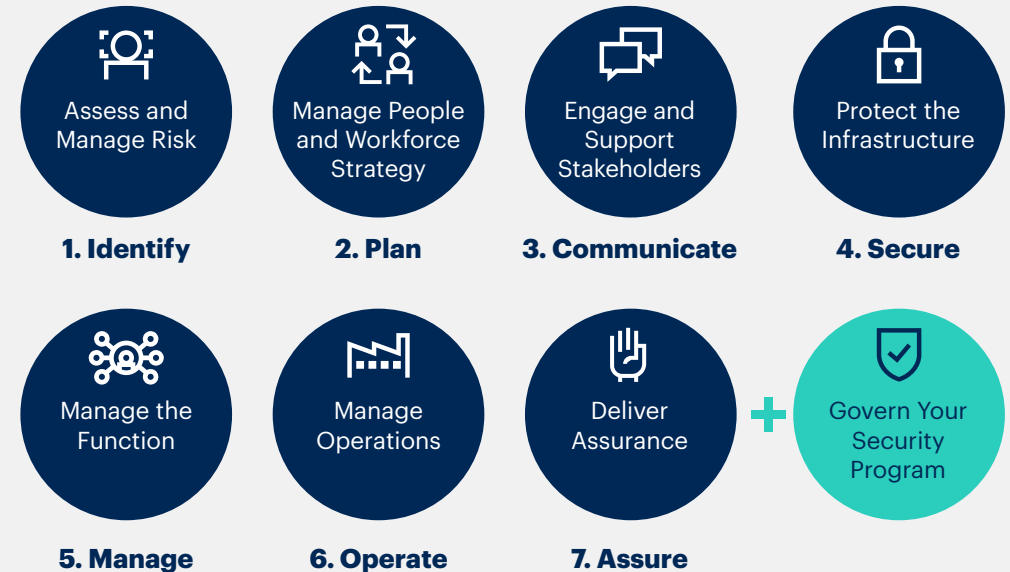 Assess and
Manage Risk
1. Identify
Manage People
and Workforce
Strategy
2. Plan
Engage and
Support
Stakeholders
3. Communicate
Protect the
Infrastructure
4. Secure
Manage the
Function
5. Manage
Manage
Operations
6. Operate
Deliver
Assurance
7. Assure
+
Govern Your
Security
Program